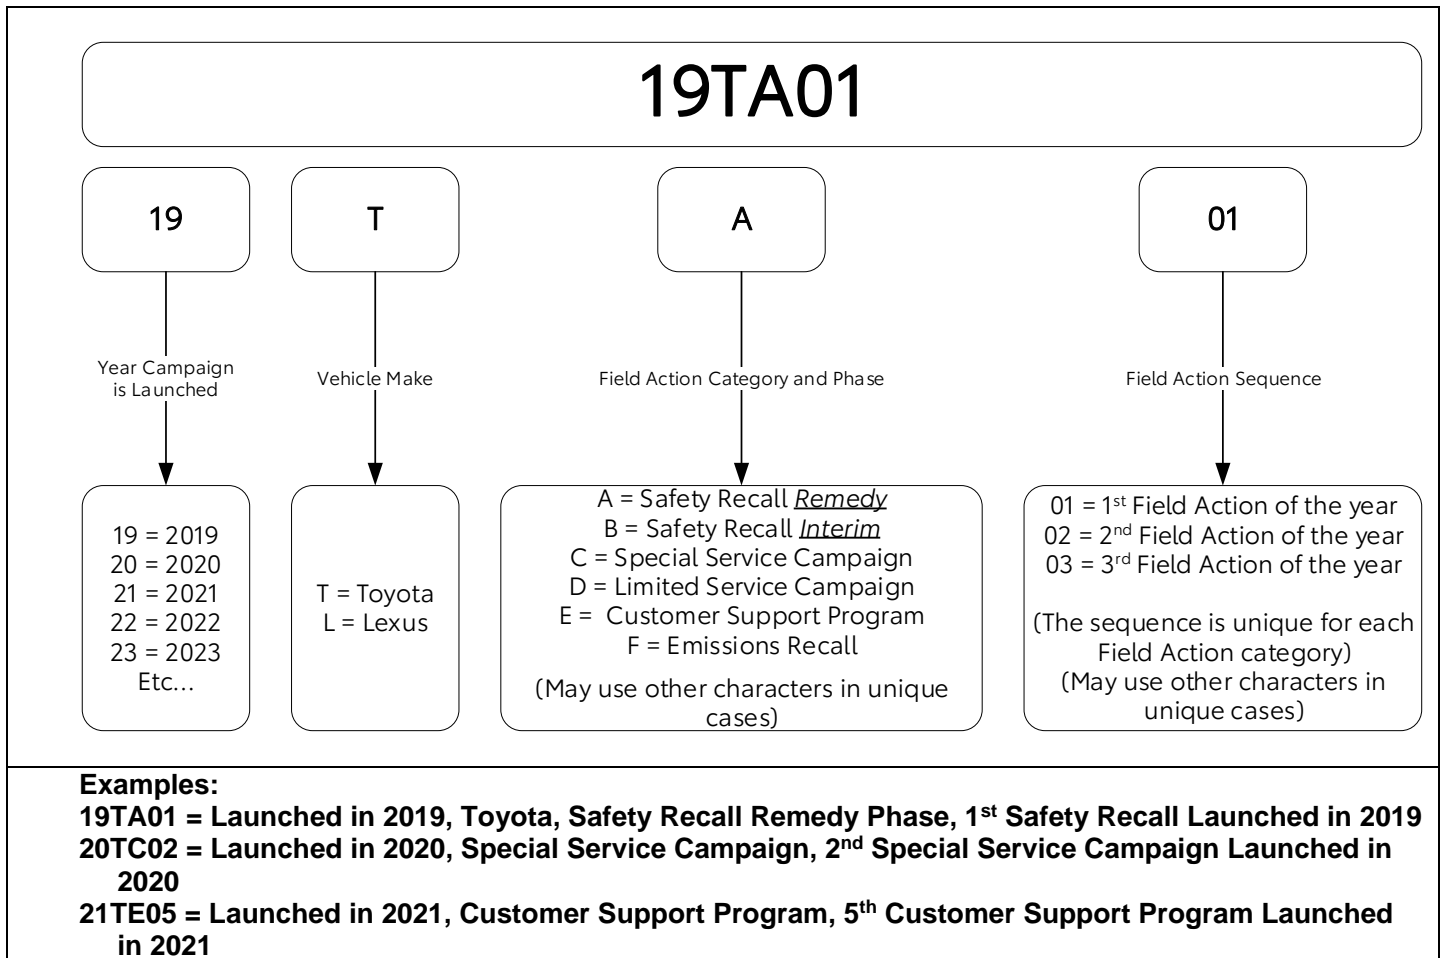 19TA01
19
T
A
01
Year Campaign
is Launched
Vehicle Make
Field Action Category and Phase
Field Action Sequence
19 = 2019
20 = 2020
21 = 2021
22 = 2022
23 = 2023
Etc...
T = Toyota
L = Lexus
A = Safety Recall Remedy
B = Safety Recall Interim
C = Special Service Campaign
D = Limited Service Campaign
E =  Customer Support Program
F = Emissions Recall
(May use other characters in unique
cases)
01 = 1st Field Action of the year
02 = 2nd Field Action of the year
03 = 3rd Field Action of the year
(The sequence is unique for each
Field Action category)
(May use other characters in
unique cases)
Examples:
19TA01 = Launched in 2019, Toyota, Safety Recall Remedy Phase, 1st Safety Recall Launched in 2019
20TC02 = Launched in 2020, Special Service Campaign, 2nd Special Service Campaign Launched in
2020
21TE05 = Launched in 2021, Customer Support Program, 5th Customer Support Program Launched
in 2021